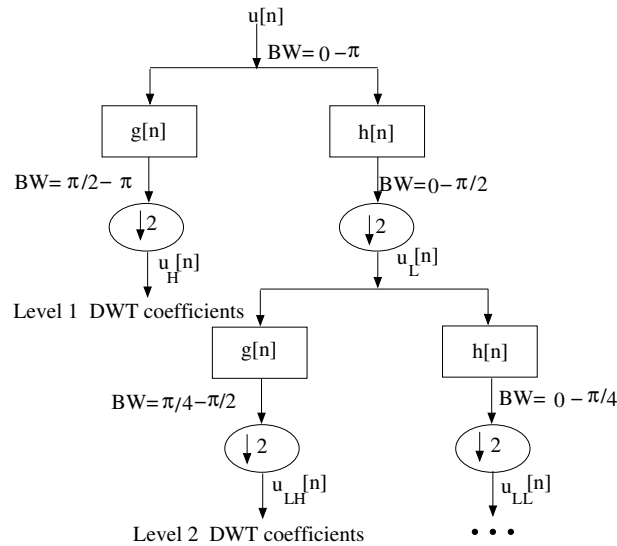 u[n]
BW= 0 – π
g[n]
h[n]
BW= π/2– π
BW=0–π/2
2
2
u_H[n]
u_L[n]
Level 1 DWT coefficients
g[n]
h[n]
BW=π/4–π/2
BW= 0 – π/4
2
2
u_LH[n]
u_LL[n]
Level 2 DWT coefficients
• • •